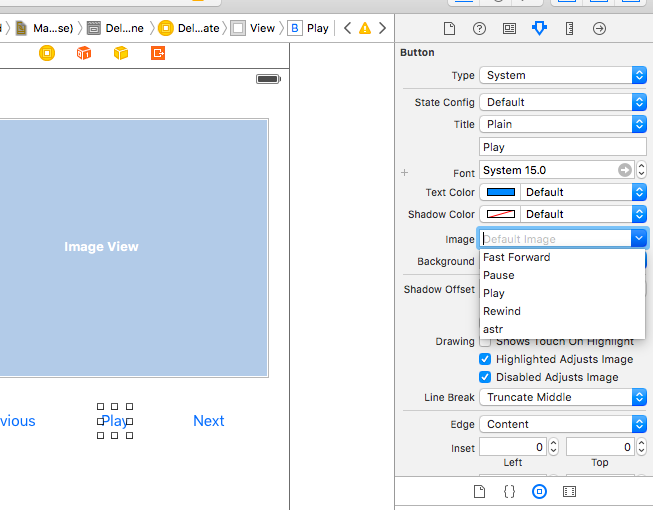 Ma...se)
Del...ne
Del...ate
View
B
Play
Button
Type
System
State Config
Default
Title
Plain
Play
Font
System 15.0
Text Color
Default
Shadow Color
Default
Image
Default Image
Background
Fast Forward
Pause
Play
Rewind
astr
Shadow Offset
Drawing
Shows Touch On Highlight
Highlighted Adjusts Image
Disabled Adjusts Image
Line Break
Truncate Middle
Edge
Content
Inset
0
0
Left
Top
Image View
vious
Play
Next